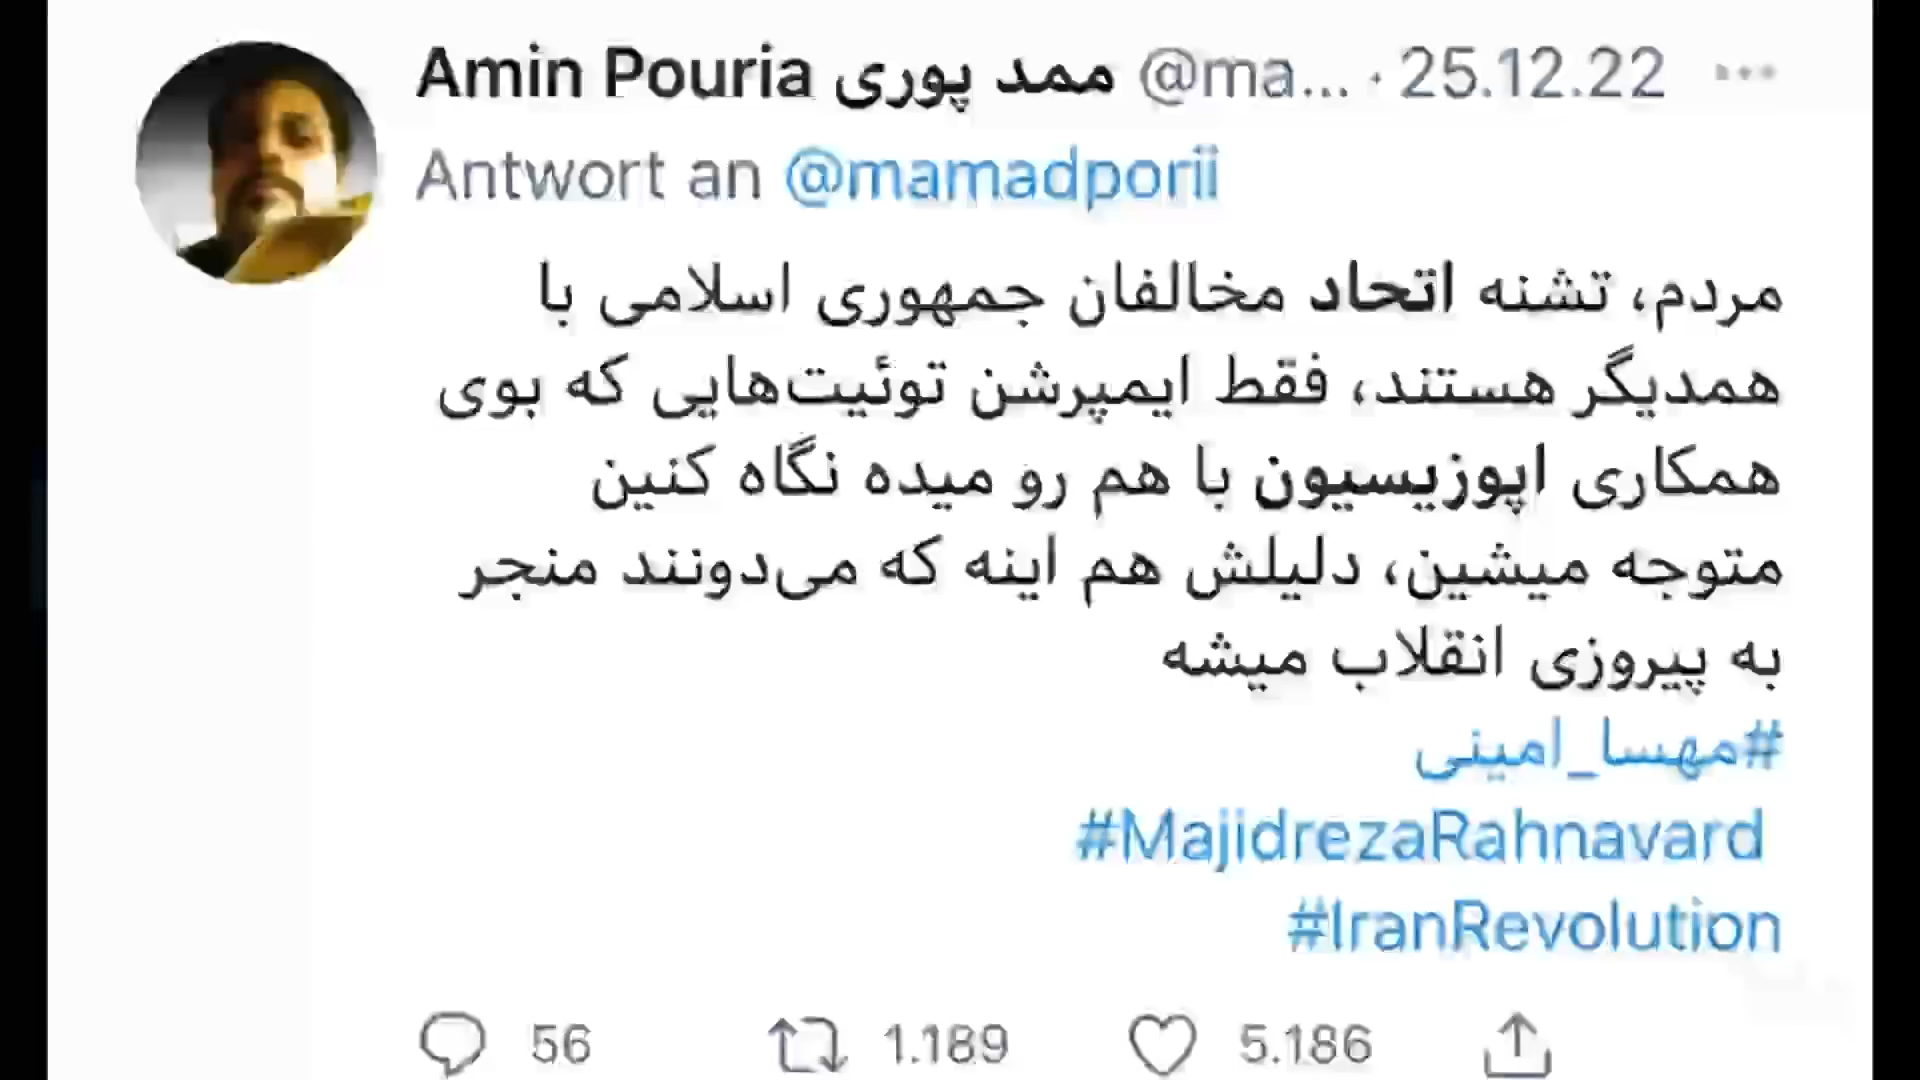 Amin Pouria ممد پوری @ma... · 25.12.22
Antwort an @mamadporii
مردم، تشنه اتحاد مخالفان جمهوری اسلامی با
همدیگر هستند، فقط ایمپرشن توئیت‌هایی که بوی
همکاری اپوزیسیون با هم رو میده نگاه کنین
متوجه میشین، دلیلش هم اینه که می‌دونند منجر
به پیروزی انقلاب میشه
#مهسا_امینی
#MajidrezaRahnavard
#IranRevolution
56 1.189 5.186